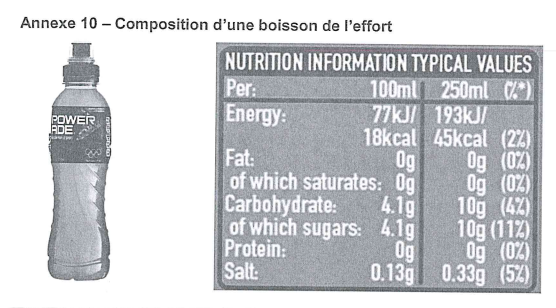 Annexe 10 – Composition d'une boisson de l'effort
POWER
ADE
NUTRITION INFORMATION TYPICAL VALUES
Per: 100ml 250ml (%*)
Energy: 77kJ/ 193kJ/
18kcal 45kcal (2%)
Fat: 0g 0g (0%)
of which saturates: 0g 0g (0%)
Carbohydrate: 4.1g 10g (4%)
of which sugars: 4.1g 10g (11%)
Protein: 0g 0g (0%)
Salt: 0.13g 0.33g (5%)